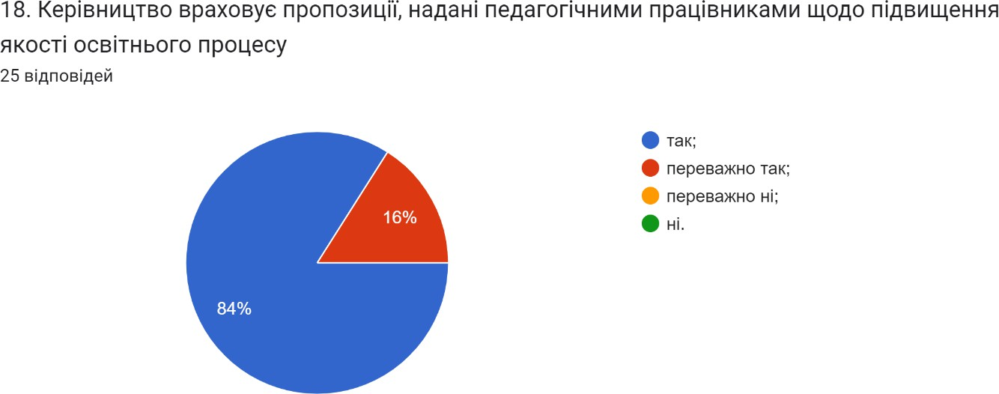 18. Керівництво враховує пропозиції, надані педагогічними працівниками щодо підвищення
якості освітнього процесу
25 відповідей
так;
переважно так;
переважно ні;
ні.
16%
84%